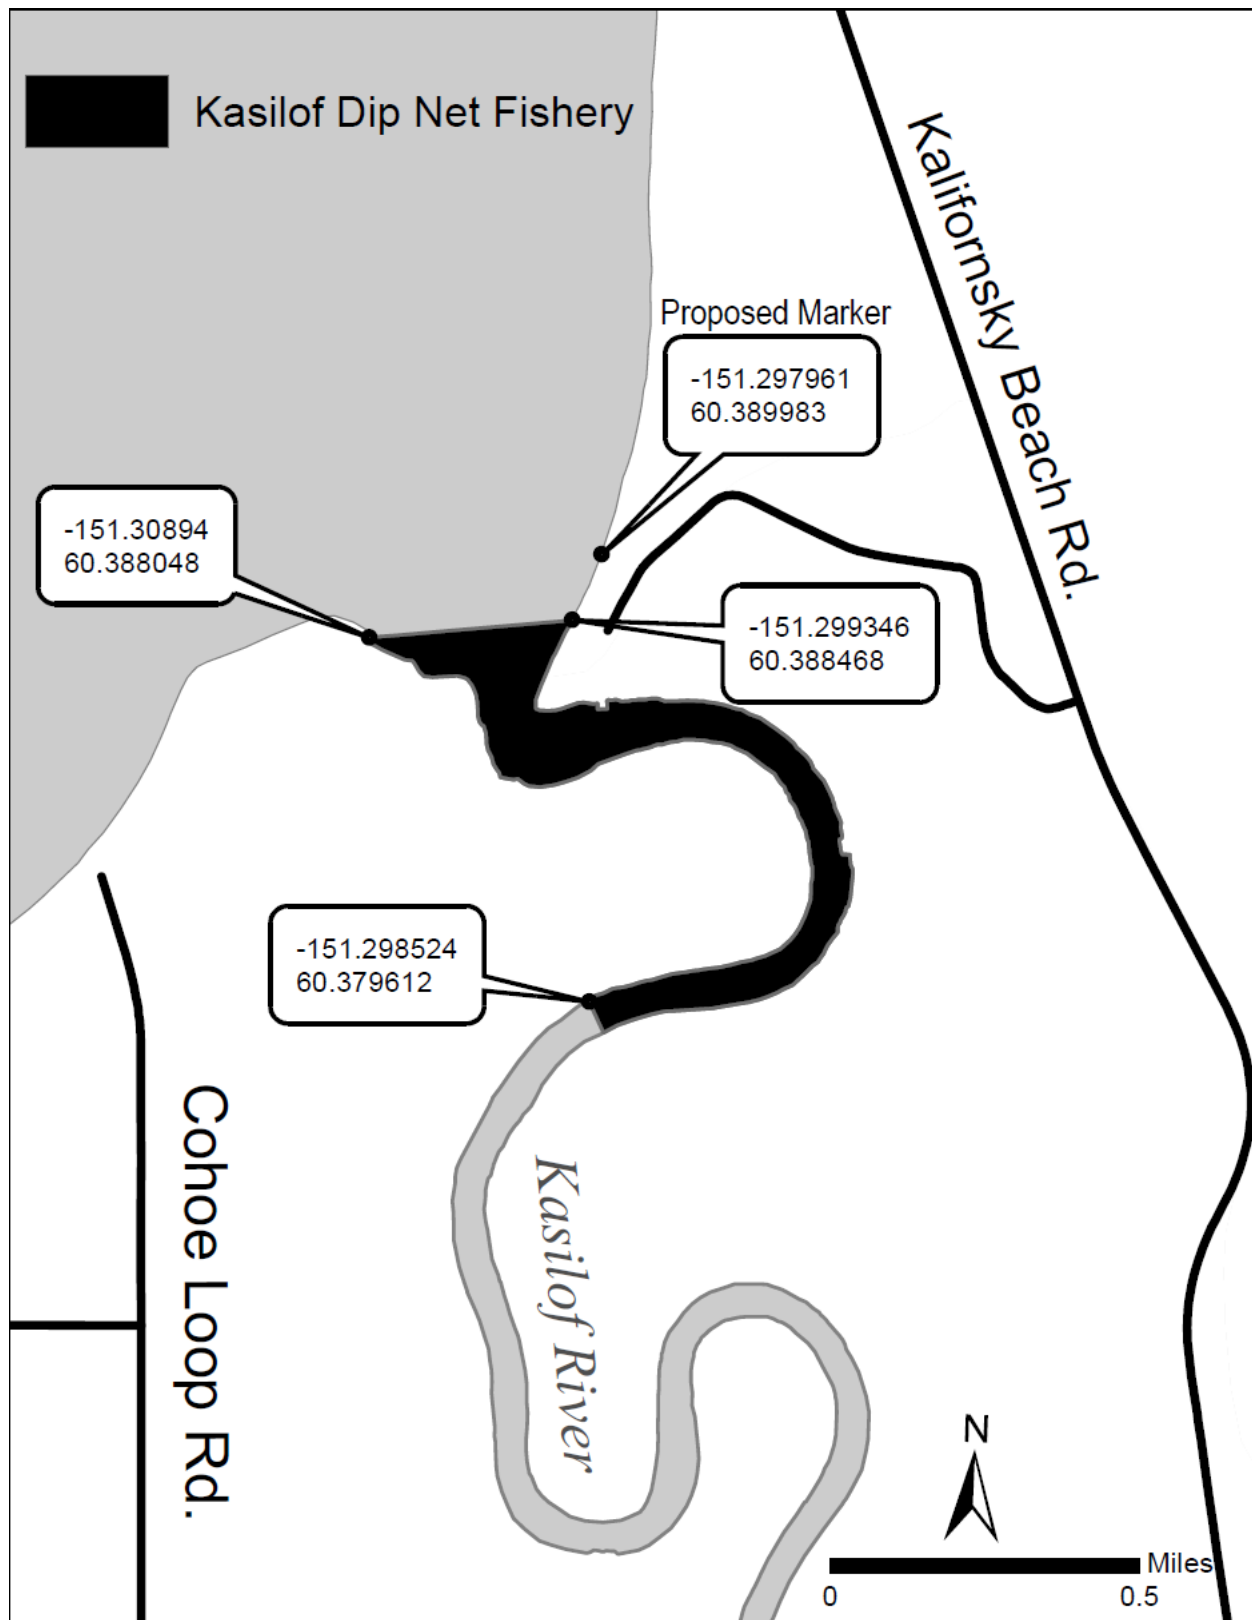 Kasilof Dip Net Fishery
Kalifornsky Beach Rd.
Proposed Marker
-151.297961
60.389983
-151.30894
60.388048
-151.299346
60.388468
-151.298524
60.379612
Cohoe Loop Rd.
Kasilof River
N
Miles
0
0.5